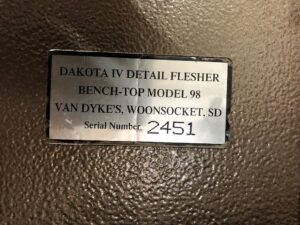 DAKOTA IV DETAIL FLESHER
BENCH-TOP MODEL 98
VAN DYKE'S, WOONSOCKET, SD
Serial Number 2451